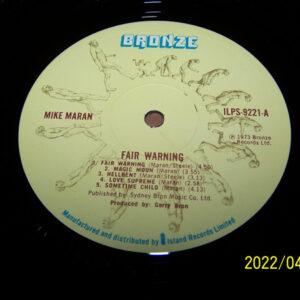 BRONZE
MIKE MARAN
ILPS-9221-A
℗ 1973 Bronze
Records Ltd.
FAIR WARNING
1. FAIR WARNING (Maran/Steele) (4.50)
2. MAGIC MOON (Maran) (3.55)
3. HELLBENT (Maran/Steele) (3.13)
4. LOVE SUPREME (Maran) (2.58)
5. SOMETIME CHILD (Maran) (4.13)
Published by: Sydney Bron Music Co. Ltd.
Produced by: Gerry Bron
Manufactured and distributed by Island Records Limited
2022/04